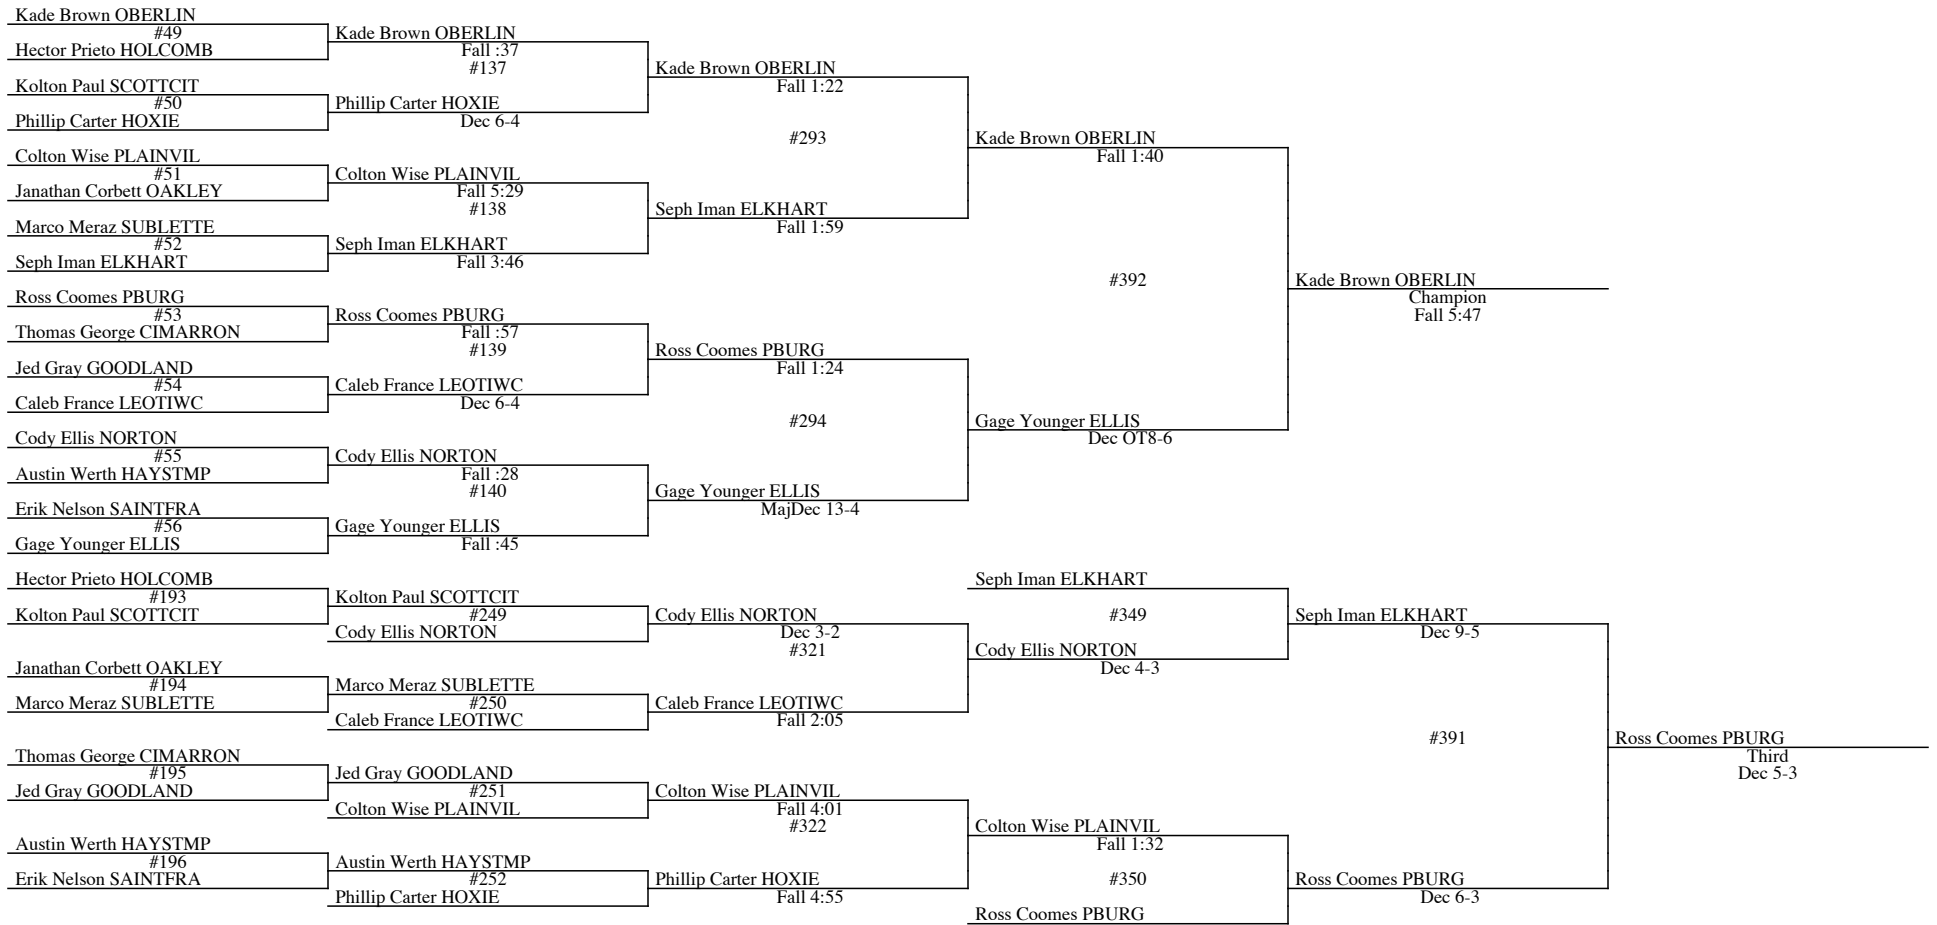 Kade Brown OBERLIN
#49
Hector Prieto HOLCOMB
Kolton Paul SCOTTCIT
#50
Phillip Carter HOXIE
Colton Wise PLAINVIL
#51
Janathan Corbett OAKLEY
Marco Meraz SUBLETTE
#52
Seph Iman ELKHART
Ross Coomes PBURG
#53
Thomas George CIMARRON
Jed Gray GOODLAND
#54
Caleb France LEOTIWC
Cody Ellis NORTON
#55
Austin Werth HAYSTMP
Erik Nelson SAINTFRA
#56
Gage Younger ELLIS
Kade Brown OBERLIN
Fall :37
#137
Phillip Carter HOXIE
Dec 6-4
Colton Wise PLAINVIL
Fall 5:29
#138
Seph Iman ELKHART
Fall 3:46
Ross Coomes PBURG
Fall :57
#139
Caleb France LEOTIWC
Dec 6-4
Cody Ellis NORTON
Fall :28
#140
Gage Younger ELLIS
Fall :45
Kade Brown OBERLIN
Fall 1:22
#293
Seph Iman ELKHART
Fall 1:59
Ross Coomes PBURG
Fall 1:24
#294
Gage Younger ELLIS
MajDec 13-4
Kade Brown OBERLIN
Fall 1:40
#392
Gage Younger ELLIS
Dec OT8-6
Kade Brown OBERLIN
Champion
Fall 5:47
Hector Prieto HOLCOMB
#193
Kolton Paul SCOTTCIT
Janathan Corbett OAKLEY
#194
Marco Meraz SUBLETTE
Thomas George CIMARRON
#195
Jed Gray GOODLAND
Austin Werth HAYSTMP
#196
Erik Nelson SAINTFRA
Kolton Paul SCOTTCIT
#249
Cody Ellis NORTON
Marco Meraz SUBLETTE
#250
Caleb France LEOTIWC
Jed Gray GOODLAND
#251
Colton Wise PLAINVIL
Austin Werth HAYSTMP
#252
Phillip Carter HOXIE
Cody Ellis NORTON
Dec 3-2
#321
Caleb France LEOTIWC
Fall 2:05
Colton Wise PLAINVIL
Fall 4:01
#322
Phillip Carter HOXIE
Fall 4:55
Seph Iman ELKHART
#349
Cody Ellis NORTON
Dec 4-3
Colton Wise PLAINVIL
Fall 1:32
#350
Ross Coomes PBURG
Seph Iman ELKHART
Dec 9-5
#391
Ross Coomes PBURG
Dec 6-3
Ross Coomes PBURG
Third
Dec 5-3